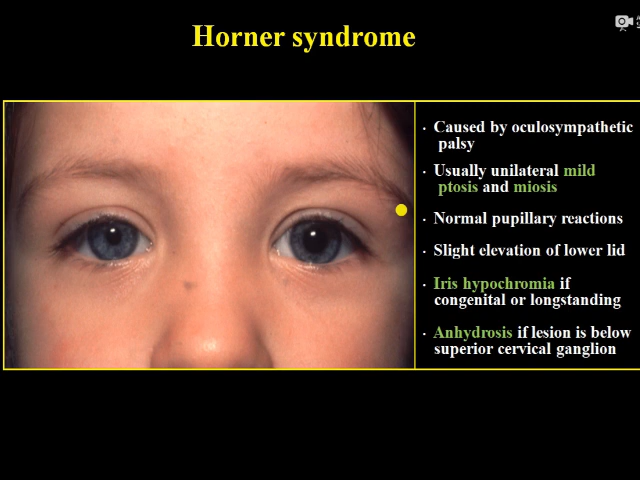 Horner syndrome
· Caused by oculosympathetic
palsy
· Usually unilateral mild
ptosis and miosis
· Normal pupillary reactions
· Slight elevation of lower lid
· Iris hypochromia if
congenital or longstanding
· Anhydrosis if lesion is below
superior cervical ganglion